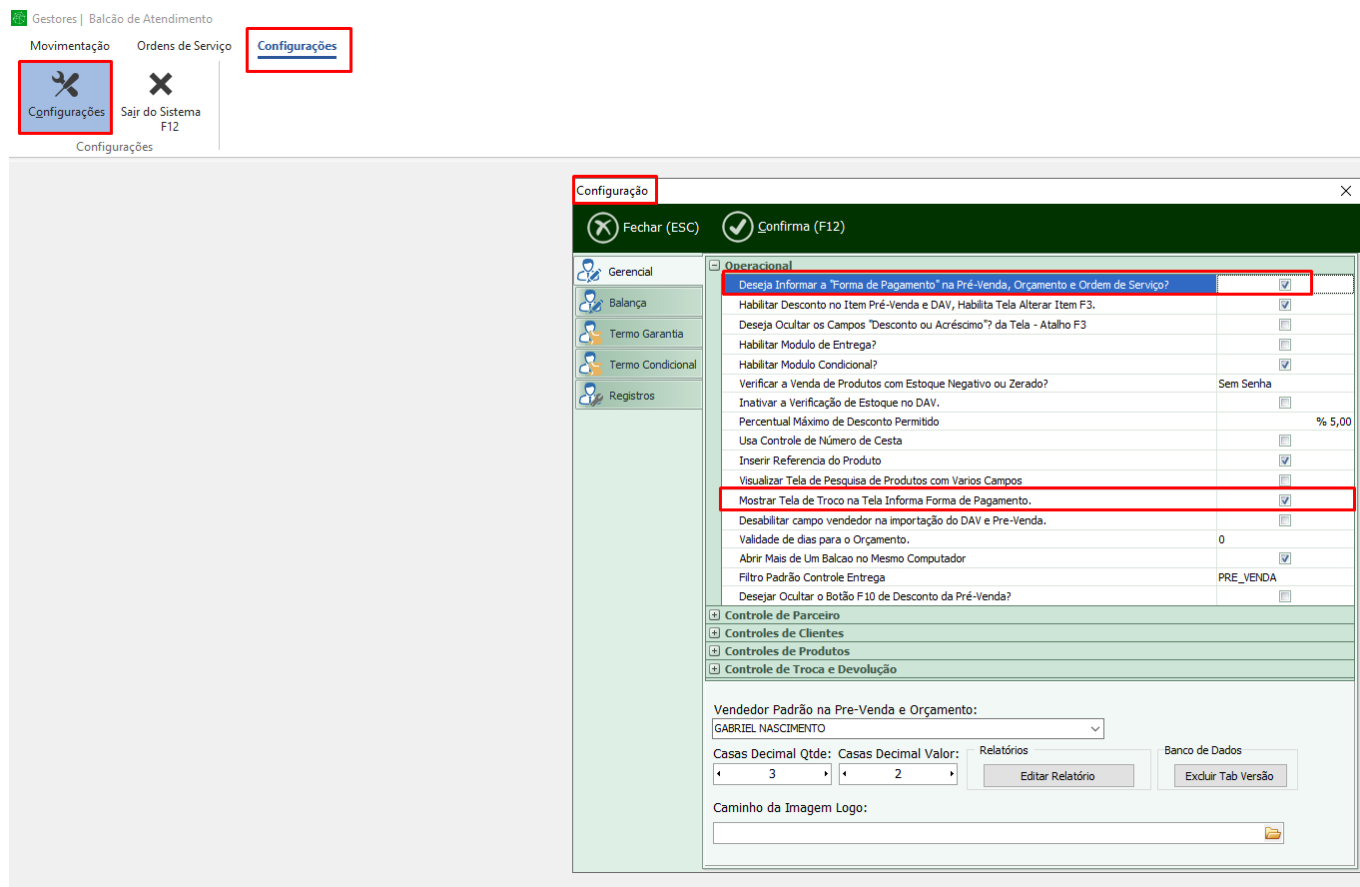 Gestores | Balcão de Atendimento
Movimentação Ordens de Serviço Configurações
Configurações Sair do Sistema F12
Configurações
Configuração
Fechar (ESC) Confirma (F12)
Gerencial
Balança
Termo Garantia
Termo Condicional
Registros
Operacional
Deseja Informar a "Forma de Pagamento" na Pré-Venda, Orçamento e Ordem de Serviço?
Habilitar Desconto no Item Pré-Venda e DAV, Habilita Tela Alterar Item F3.
Deseja Ocultar os Campos "Desconto ou Acréscimo"? da Tela - Atalho F3
Habilitar Modulo de Entrega?
Habilitar Modulo Condicional?
Verificar a Venda de Produtos com Estoque Negativo ou Zerado? Sem Senha
Inativar a Verificação de Estoque no DAV.
Percentual Máximo de Desconto Permitido % 5,00
Usa Controle de Número de Cesta
Inserir Referencia do Produto
Visualizar Tela de Pesquisa de Produtos com Varios Campos
Mostrar Tela de Troco na Tela Informa Forma de Pagamento.
Desabilitar campo vendedor na importação do DAV e Pre-Venda.
Validade de dias para o Orçamento. 0
Abrir Mais de Um Balcao no Mesmo Computador
Filtro Padrão Controle Entrega PRE_VENDA
Desejar Ocultar o Botão F10 de Desconto da Pré-Venda?
Controle de Parceiro
Controles de Clientes
Controles de Produtos
Controle de Troca e Devolução
Vendedor Padrão na Pre-Venda e Orçamento:
GABRIEL NASCIMENTO
Casas Decimal Qtde: Casas Decimal Valor: Relatórios Banco de Dados
3 2 Editar Relatório Excluir Tab Versão
Caminho da Imagem Logo: